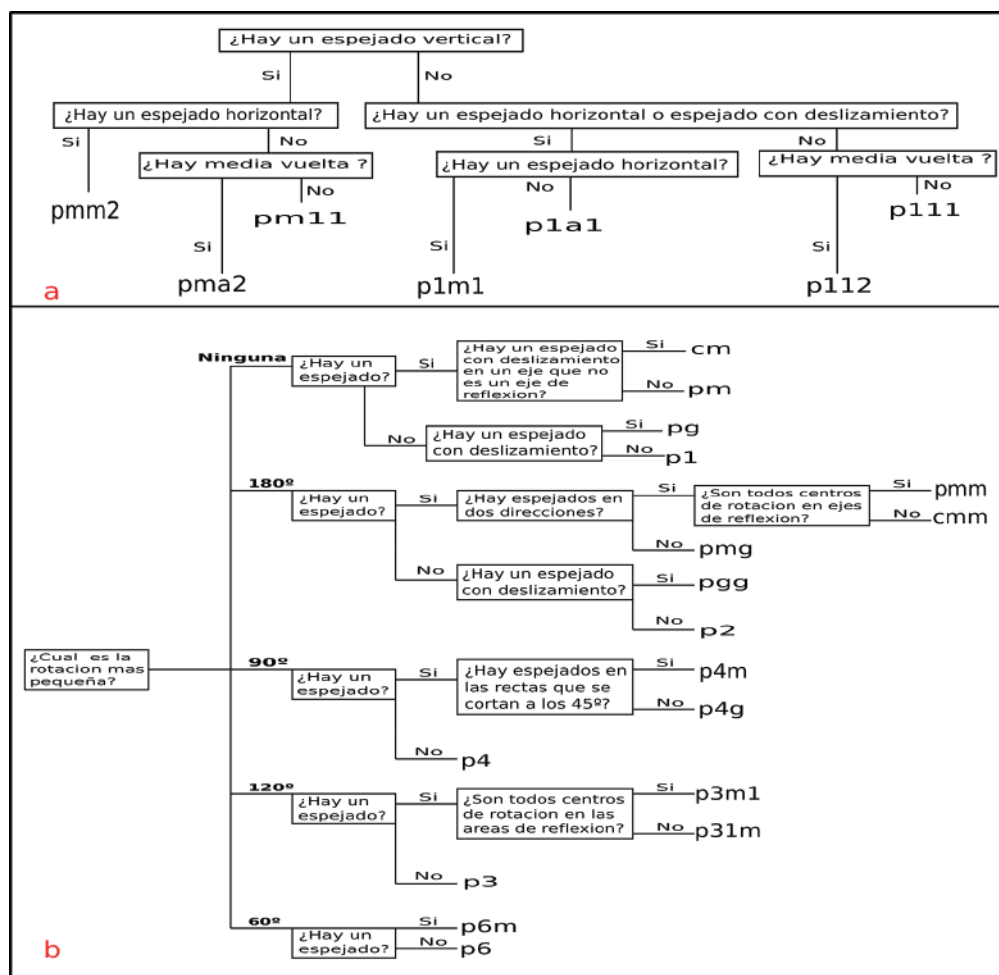 ¿Hay un espejado vertical?
Si
No
¿Hay un espejado horizontal?
¿Hay un espejado horizontal o espejado con deslizamiento?
Si
No
Si
No
¿Hay media vuelta ?
¿Hay un espejado horizontal?
¿Hay media vuelta ?
No
No
No
pmm2
pm11
p1a1
p111
Si
Si
Si
a
pma2
p1m1
p112
Ninguna
¿Hay un
espejado?
Si
¿Hay un espejado
con deslizamiento
en un eje que no
es un eje de
reflexion?
Si
cm
No
pm
No
¿Hay un espejado
con deslizamiento?
Si
pg
No
p1
180º
¿Hay un
espejado?
Si
¿Hay espejados en
dos direcciones?
Si
¿Son todos centros
de rotacion en ejes
de reflexion?
Si
pmm
No
cmm
No
pmg
No
¿Hay un espejado
con deslizamiento?
Si
pgg
No
p2
¿Cual es la
rotacion mas
pequeña?
90º
¿Hay un
espejado?
Si
¿Hay espejados en
las rectas que se
cortan a los 45º?
Si
p4m
No
p4g
No
p4
120º
¿Hay un
espejado?
Si
¿Son todos centros
de rotacion en las
areas de reflexion?
Si
p3m1
No
p31m
No
p3
60º
¿Hay un
espejado?
Si
p6m
No
p6
b